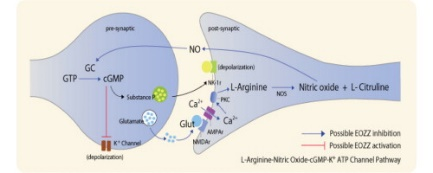 pre-synaptic
post-synaptic
NO
GC
(depolarization)
GTP
cGMP
NK-1r
L-Arginine
Nitric oxide + L-Citruline
NOS
Substance P
PKC
Ca2+
Glutamate
Glut
Ca2+
K+ Channel
AMPAr
NMDAr
(depolarization)
Possible EOZZ inhibition
Possible EOZZ activation
L-Arginine-Nitric Oxide-cGMP-K+ ATP Channel Pathway